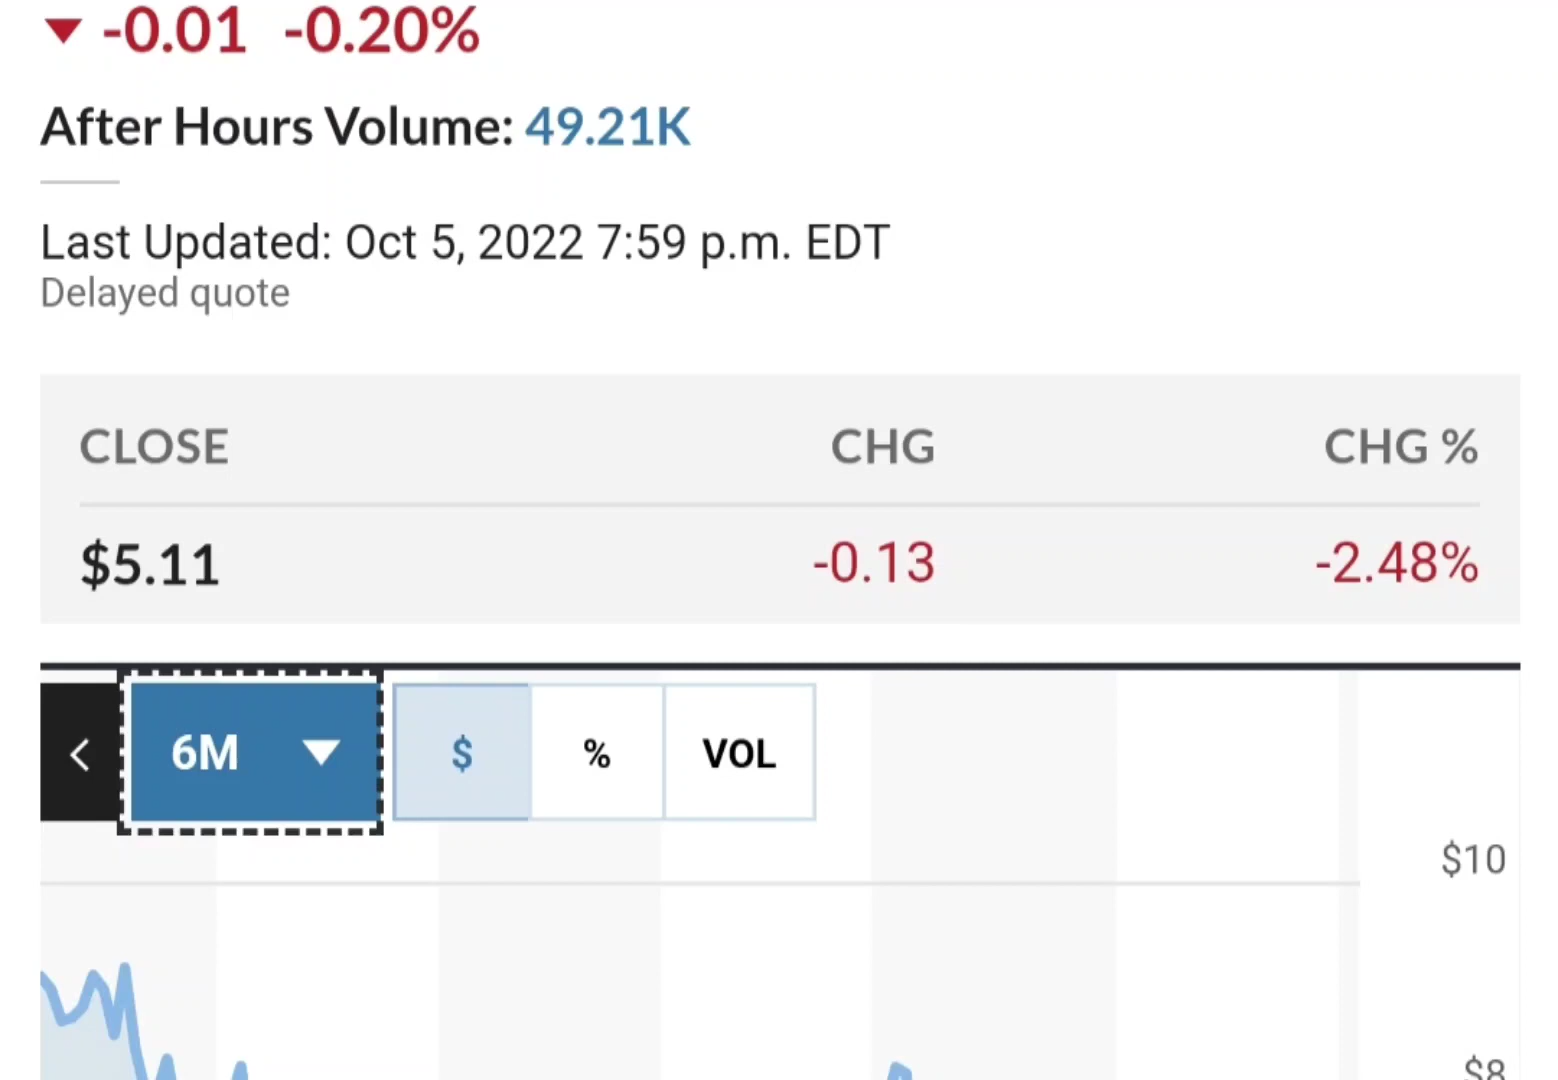 -0.01 -0.20%
After Hours Volume: 49.21K
Last Updated: Oct 5, 2022 7:59 p.m. EDT
Delayed quote
CLOSE CHG CHG %
$5.11 -0.13 -2.48%
6M $ % VOL
$10
$8